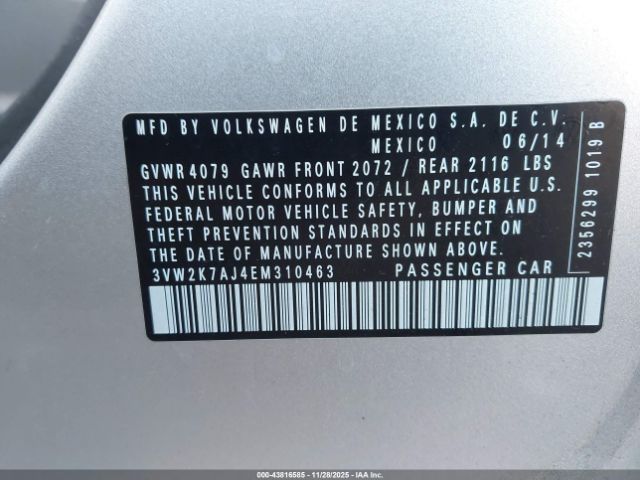 MFD BY VOLKSWAGEN DE MEXICO S.A. DE C.V.
MEXICO 06/14
GVWR 4079 GAWR FRONT 2072 / REAR 2116 LBS
THIS VEHICLE CONFORMS TO ALL APPLICABLE U.S.
FEDERAL MOTOR VEHICLE SAFETY, BUMPER AND
THEFT PREVENTION STANDARDS IN EFFECT ON
THE DATE OF MANUFACTURE SHOWN ABOVE.
3VW2K7AJ4EM310463 PASSENGER CAR
2356299 1019 B
000-43816585 - 11/28/2025 - IAAI.COM